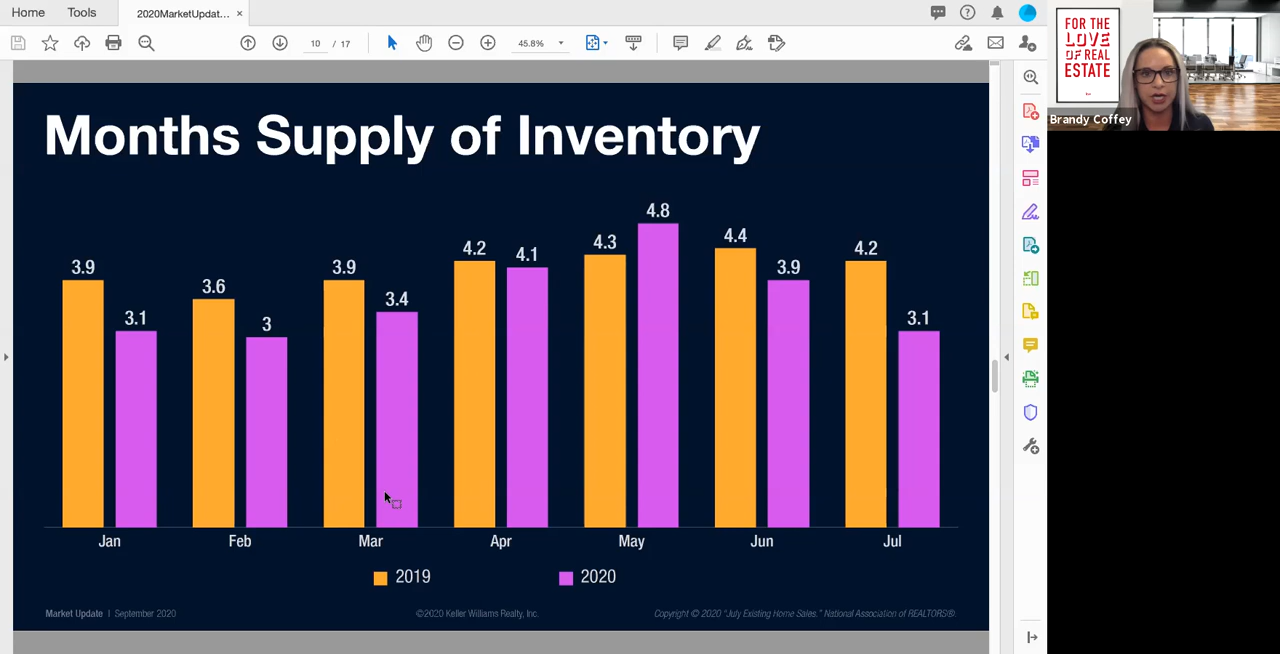 Home Tools 2020MarketUpdat... ×
10 / 17 45.8%
FOR THE
LOVE
OF REAL
ESTATE
Brandy Coffey
Months Supply of Inventory
3.9 3.1 3.6 3 3.9 3.4 4.2 4.1 4.3 4.8 4.4 3.9 4.2 3.1
Jan Feb Mar Apr May Jun Jul
2019 2020
Market Update | September 2020 ©2020 Keller Williams Realty, Inc. Copyright © 2020 "July Existing Home Sales." National Association of REALTORS®.